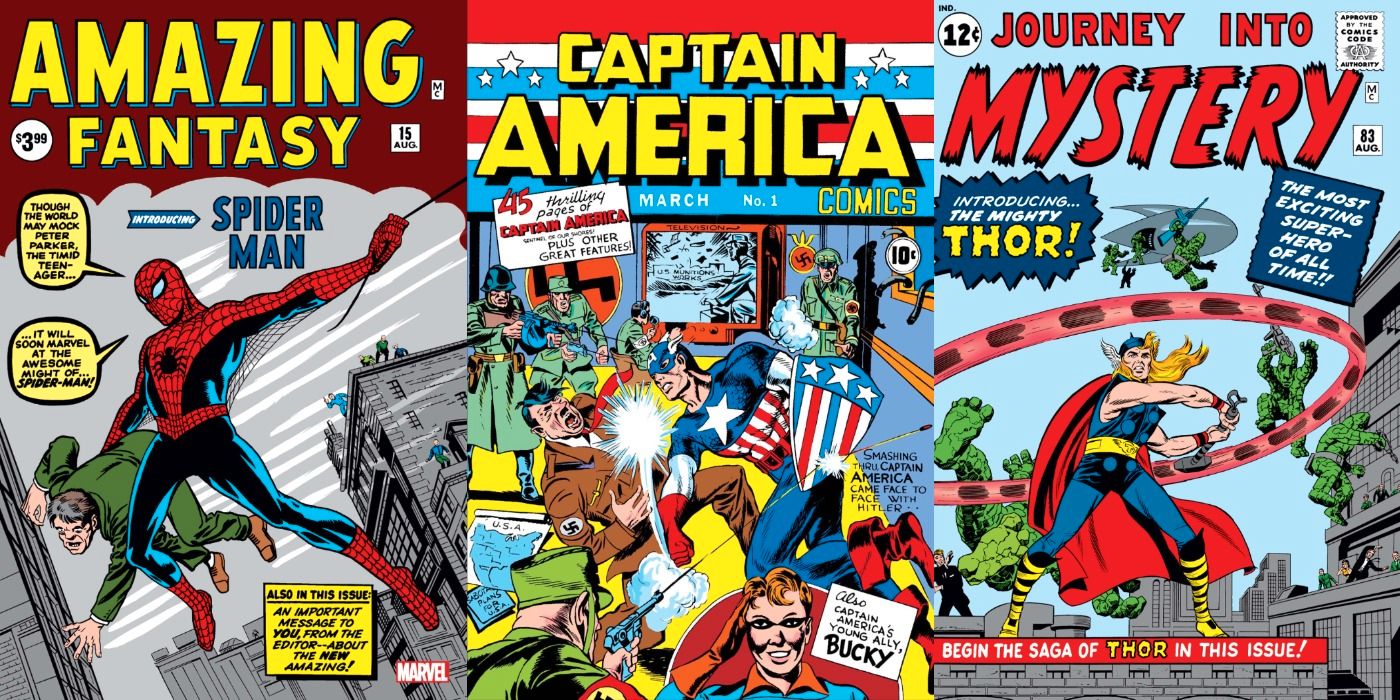 AMAZING
FANTASY
MC
$3.99
15
AUG.
THOUGH
THE WORLD
MAY MOCK
PETER
PARKER,
THE TIMID
TEEN-
AGER...
INTRODUCING
SPIDER
MAN
...IT WILL
SOON MARVEL
AT THE
AWESOME
MIGHT OF...
SPIDER-MAN!
ALSO IN THIS ISSUE:
AN IMPORTANT
MESSAGE TO
YOU, FROM THE
EDITOR--ABOUT
THE NEW
AMAZING!
MARVEL
CAPTAIN
AMERICA
COMICS
MARCH No. 1
45 thrilling
pages of
CAPTAIN AMERICA
SENTINEL OF OUR SHORES!
PLUS OTHER
GREAT FEATURES!
TELEVISION
U.S. MUNITIONS
WORKS
10¢
SMASHING
THRU, CAPTAIN
AMERICA
CAME FACE TO
FACE WITH
HITLER..
U.S.A.
PLANS
FOR
U.S.A.
Also
CAPTAIN
AMERICA'S
YOUNG ALLY,
BUCKY
IND.
12¢
JOURNEY INTO
MYSTERY
APPROVED
BY THE
COMICS
CODE
AUTHORITY
MC
83
AUG.
INTRODUCING...
THE MIGHTY
THOR!
THE MOST
EXCITING
SUPER-
HERO
OF ALL
TIME!!
BEGIN THE SAGA OF THOR IN THIS ISSUE!